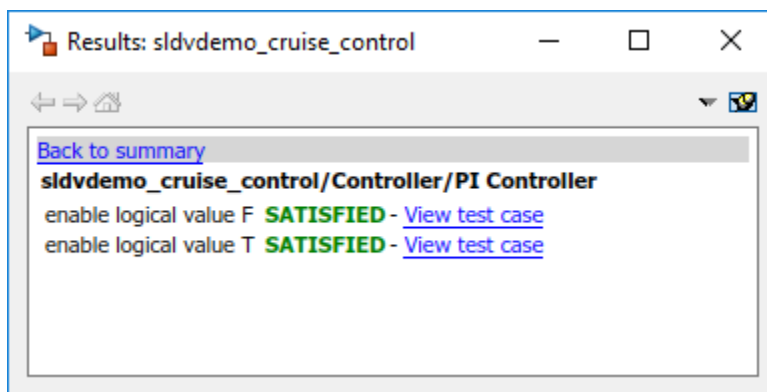 Results: sldvdemo_cruise_control
Back to summary
sldvdemo_cruise_control/Controller/PI Controller
enable logical value F SATISFIED - View test case
enable logical value T SATISFIED - View test case